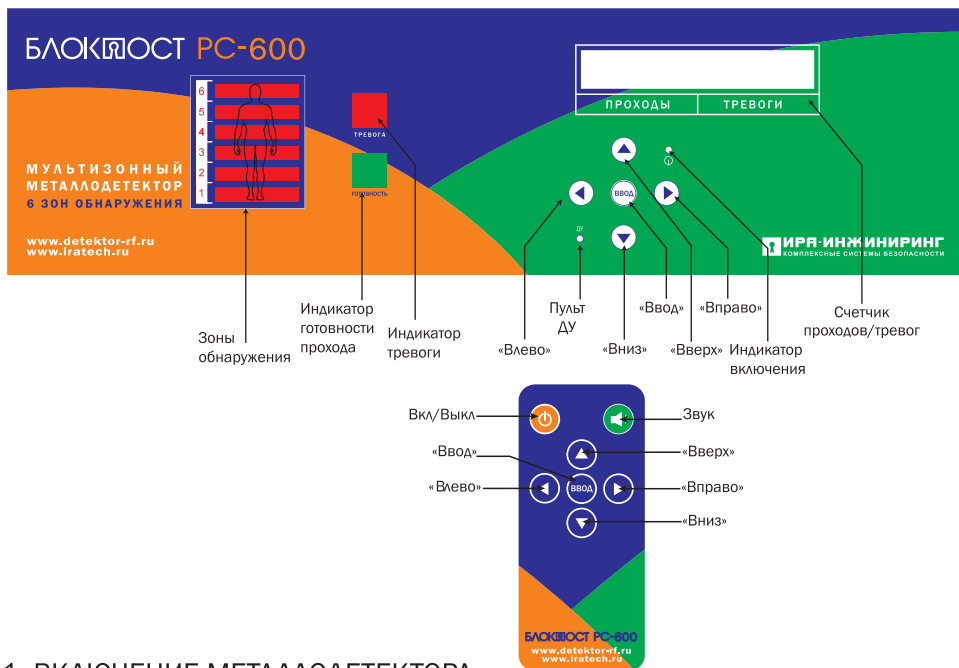 БЛОКПОСТ РС-600
6
5
4
3
2
1
ТРЕВОГА
ГОТОВНОСТЬ
МУЛЬТИЗОННЫЙ
МЕТАЛЛОДЕТЕКТОР
6 ЗОН ОБНАРУЖЕНИЯ
www.detektor-rf.ru
www.iratech.ru
ПРОХОДЫ ТРЕВОГИ
ВВОД
ДУ
ИРА-ИНЖИНИРИНГ
КОМПЛЕКСНЫЕ СИСТЕМЫ БЕЗОПАСНОСТИ
Зоны
обнаружения
Индикатор
готовности
прохода
Индикатор
тревоги
«Влево»
Пульт
ДУ
«Вниз»
«Ввод»
«Вверх»
«Вправо»
Индикатор
включения
Счетчик
проходов/тревог
Вкл/Выкл
Звук
«Ввод»
«Вверх»
«Влево»
ВВОД
«Вправо»
«Вниз»
БЛОКПОСТ РС-600
www.detektor-rf.ru
www.iratech.ru
1. ВКЛЮЧЕНИЕ МЕТАЛЛОДЕТЕКТОРА